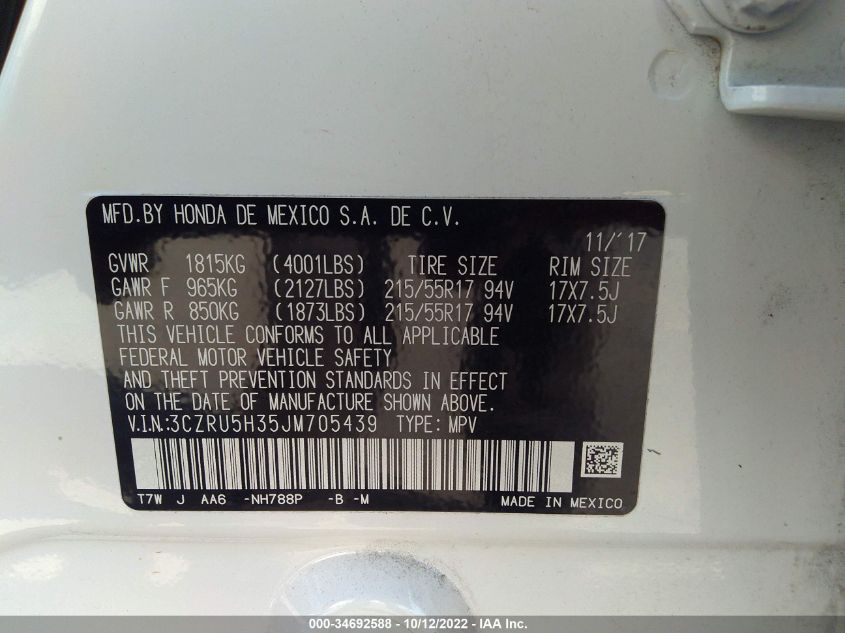 MFD.BY HONDA DE MEXICO S.A. DE C.V.
11/'17
GVWR 1815KG (4001LBS) TIRE SIZE RIM SIZE
GAWR F 965KG (2127LBS) 215/55R17 94V 17X7.5J
GAWR R 850KG (1873LBS) 215/55R17 94V 17X7.5J
THIS VEHICLE CONFORMS TO ALL APPLICABLE
FEDERAL MOTOR VEHICLE SAFETY
AND THEFT PREVENTION STANDARDS IN EFFECT
ON THE DATE OF MANUFACTURE SHOWN ABOVE.
V.I.N:3CZRU5H35JM705439 TYPE: MPV
T7W J AA6 -NH788P -B -M MADE IN MEXICO
000-34692588 - 10/12/2022 - IAA Inc.